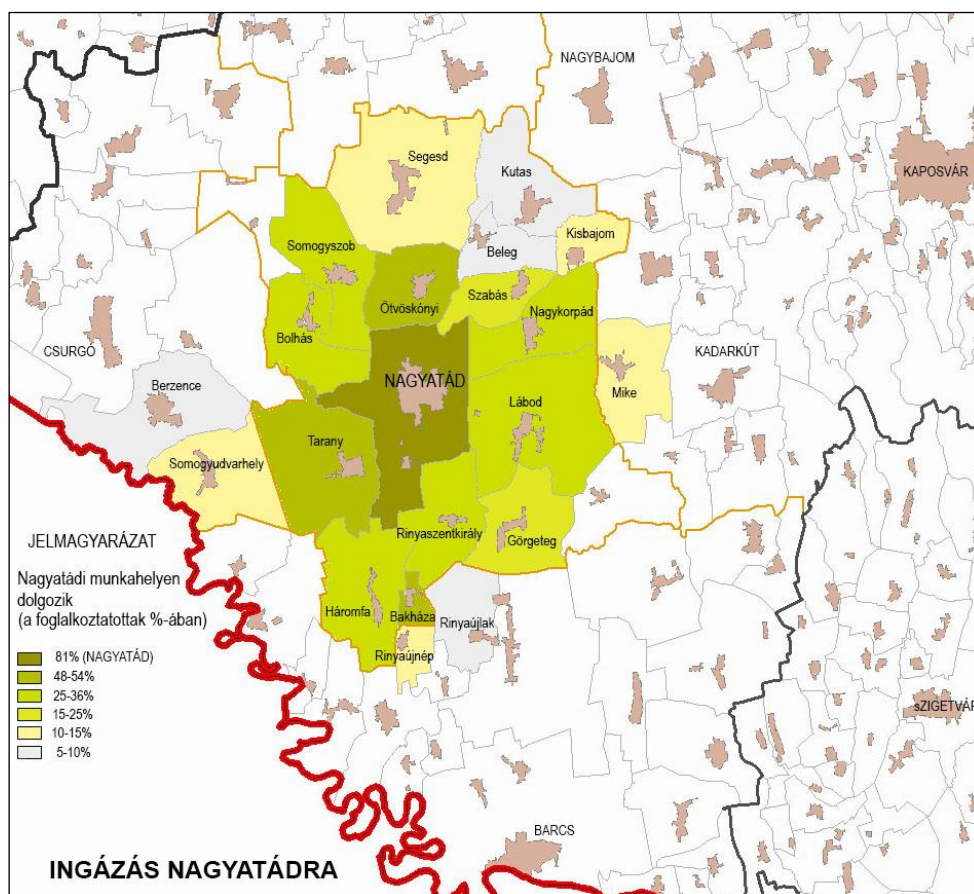 NAGYBAJOM
Segesd
Kutas
KAPOSVÁR
Kisbajom
Somogyszob
Beleg
Ötvöskónyi
Szabás
Nagykorpád
Bolhás
CSURGÓ
KADARKÚT
NAGYATÁD
Berzence
Mike
Lábod
Tarany
Somogyudvarhely
Rinyaszentkirály
Görgeteg
JELMAGYARÁZAT
Nagyatádi munkahelyen
dolgozik
(a foglalkoztatottak %-ában)
Háromfa
Bakháza
Rinyaújlak
Rinyaújnép
81% (NAGYATÁD)
48-54%
25-36%
15-25%
10-15%
5-10%
sZIGETVÁR
BARCS
INGÁZÁS NAGYATÁDRA